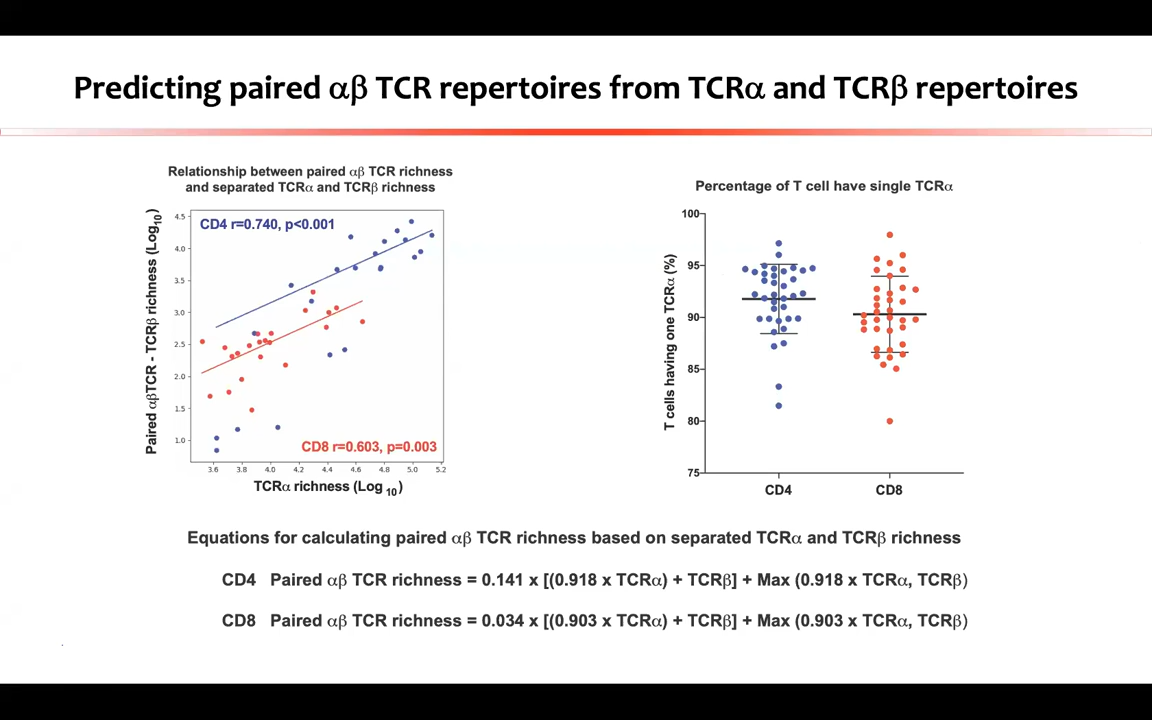 Predicting paired αβ TCR repertoires from TCRα and TCRβ repertoires
Relationship between paired αβ TCR richness
and separated TCRα and TCRβ richness
Paired αβTCR - TCRβ richness (Log10)
4.5
4.0
3.5
3.0
2.5
2.0
1.5
1.0
CD4 r=0.740, p<0.001
CD8 r=0.603, p=0.003
3.6 3.8 4.0 4.2 4.4 4.6 4.8 5.0 5.2
TCRα richness (Log 10)
Percentage of T cell have single TCRα
T cells having one TCRα (%)
100
95
90
85
80
75
CD4 CD8
Equations for calculating paired αβ TCR richness based on separated TCRα and TCRβ richness
CD4 Paired αβ TCR richness = 0.141 x [(0.918 x TCRα) + TCRβ] + Max (0.918 x TCRα, TCRβ)
CD8 Paired αβ TCR richness = 0.034 x [(0.903 x TCRα) + TCRβ] + Max (0.903 x TCRα, TCRβ)